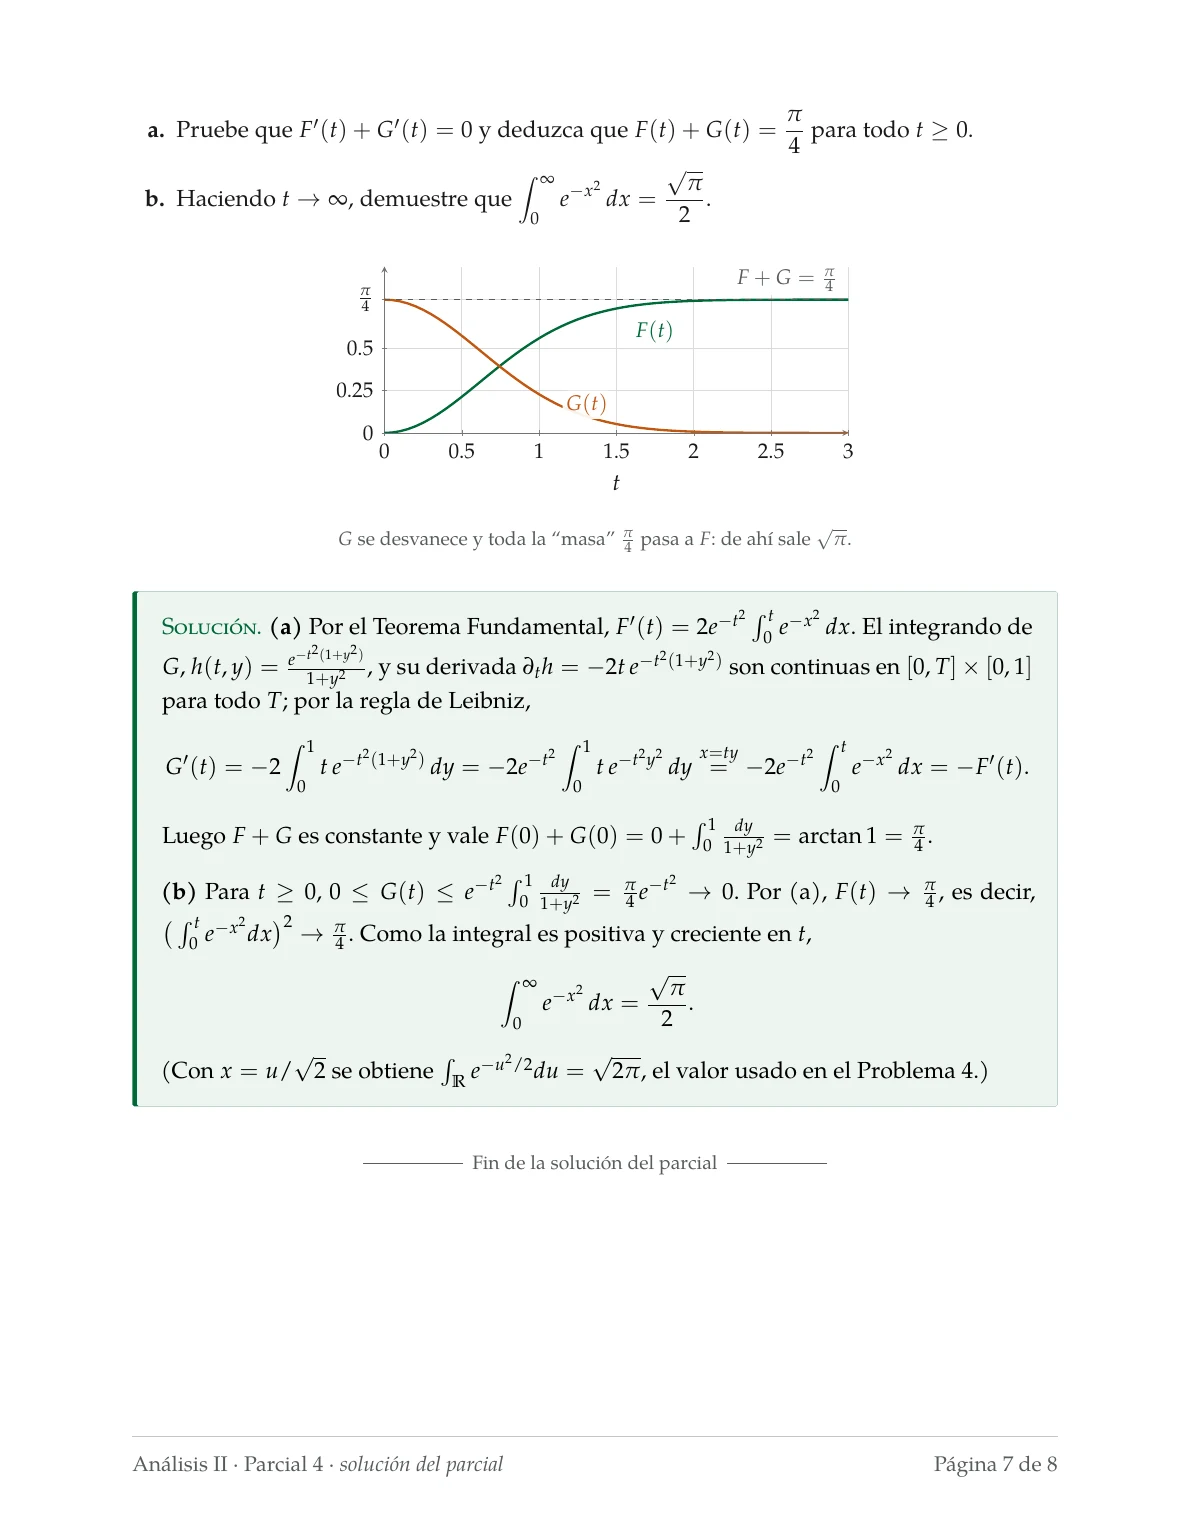 a. Pruebe que F′(t) + G′(t) = 0 y deduzca que F(t) + G(t) = π/4 para todo t ≥ 0.
b. Haciendo t → ∞, demuestre que ∫₀^∞ e^{−x²} dx = √π/2.
F + G = π/4
π/4
F(t)
0.5
0.25
G(t)
0
0 0.5 1 1.5 2 2.5 3
t
G se desvanece y toda la “masa” π/4 pasa a F: de ahí sale √π.
Solución. (a) Por el Teorema Fundamental, F′(t) = 2e^{−t²} ∫₀^t e^{−x²} dx. El integrando de
G, h(t, y) = e^{−t²(1+y²)}/(1+y²), y su derivada ∂ₜh = −2t e^{−t²(1+y²)} son continuas en [0, T] × [0, 1]
para todo T; por la regla de Leibniz,
G′(t) = −2 ∫₀^1 t e^{−t²(1+y²)} dy = −2e^{−t²} ∫₀^1 t e^{−t²y²} dy =^{x=ty} −2e^{−t²} ∫₀^t e^{−x²} dx = −F′(t).
Luego F + G es constante y vale F(0) + G(0) = 0 + ∫₀^1 dy/(1+y²) = arctan 1 = π/4.
(b) Para t ≥ 0, 0 ≤ G(t) ≤ e^{−t²} ∫₀^1 dy/(1+y²) = π/4 e^{−t²} → 0. Por (a), F(t) → π/4, es decir,
(∫₀^t e^{−x²} dx)² → π/4. Como la integral es positiva y creciente en t,
∫₀^∞ e^{−x²} dx = √π/2.
(Con x = u/√2 se obtiene ∫_ℝ e^{−u²/2} du = √2π, el valor usado en el Problema 4.)
Fin de la solución del parcial
Análisis II · Parcial 4 · solución del parcial Página 7 de 8